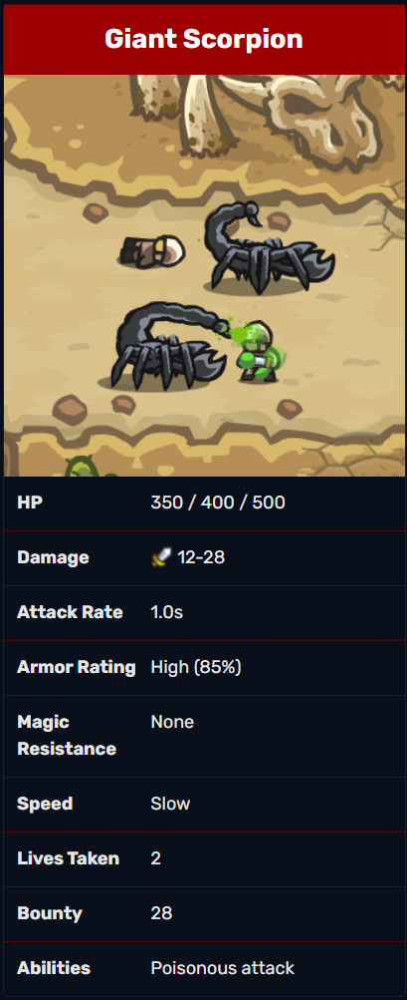 Giant Scorpion
HP 350 / 400 / 500
Damage 12-28
Attack Rate 1.0s
Armor Rating High (85%)
Magic None
Resistance
Speed Slow
Lives Taken 2
Bounty 28
Abilities Poisonous attack